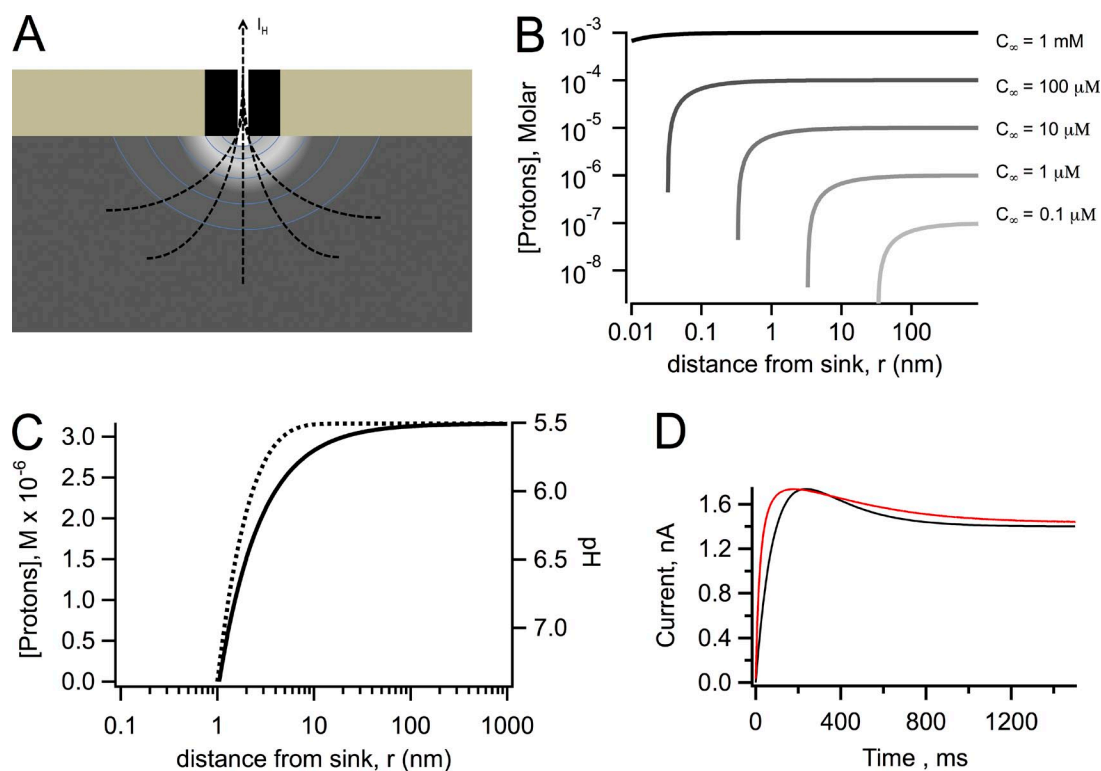 A
I_H
B
[Protons], Molar
10^-3
10^-4
10^-5
10^-6
10^-7
10^-8
C∞ = 1 mM
C∞ = 100 µM
C∞ = 10 µM
C∞ = 1 µM
C∞ = 0.1 µM
0.01 0.1 1 10 100
distance from sink, r (nm)
C
[Protons], M x 10^-6
3.0
2.5
2.0
1.5
1.0
0.5
0.0
5.5
6.0
6.5
7.0
pH
0.1 1 10 100 1000
distance from sink, r (nm)
D
Current, nA
1.6
1.2
0.8
0.4
0.0
0 400 800 1200
Time , ms